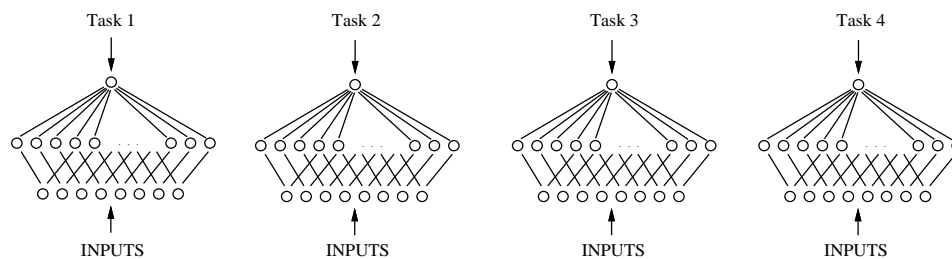 Task 1
Task 2
Task 3
Task 4
. . . .
. . .
. . .
. . .
INPUTS
INPUTS
INPUTS
INPUTS